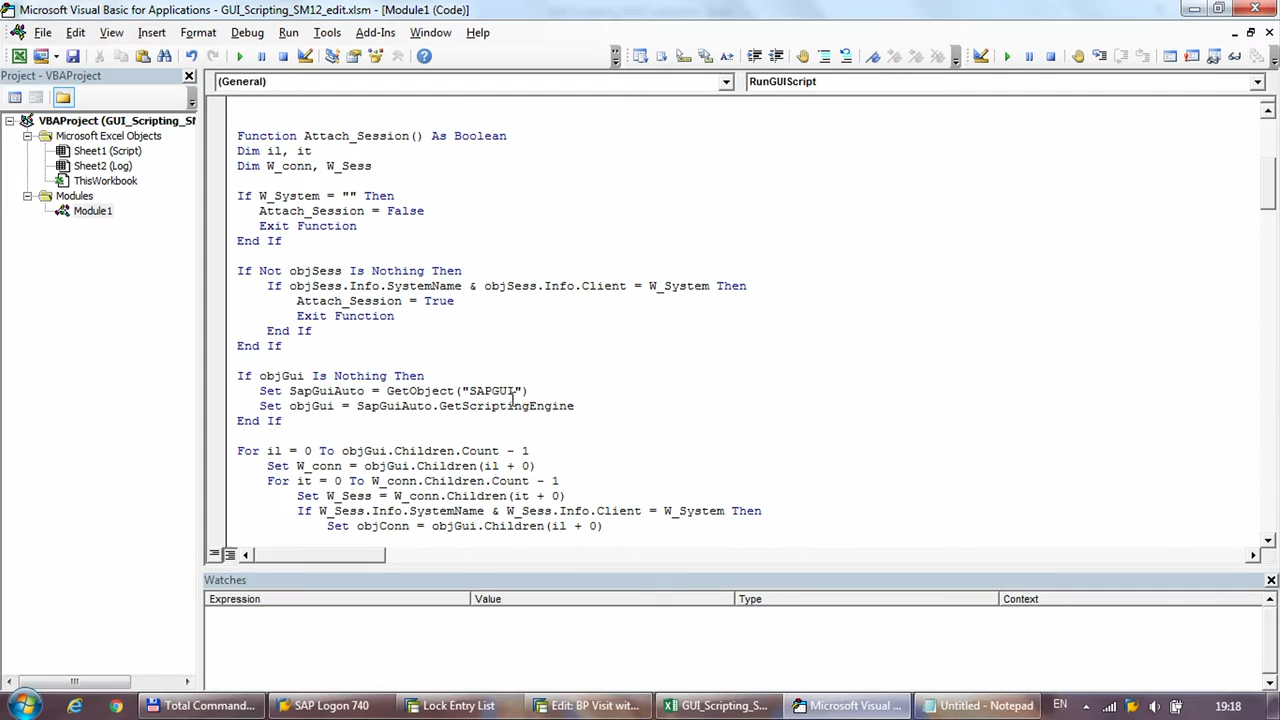 Microsoft Visual Basic for Applications - GUI_Scripting_SM12_edit.xlsm - [Module1 (Code)]
File Edit View Insert Format Debug Run Tools Add-Ins Window Help
Project - VBAProject
(General)
RunGUIScript
VBAProject (GUI_Scripting_S
Microsoft Excel Objects
Sheet1 (Script)
Sheet2 (Log)
ThisWorkbook
Modules
Module1
Function Attach_Session() As Boolean
Dim il, it
Dim W_conn, W_Sess
If W_System = "" Then
Attach_Session = False
Exit Function
End If
If Not objSess Is Nothing Then
If objSess.Info.SystemName & objSess.Info.Client = W_System Then
Attach_Session = True
Exit Function
End If
End If
If objGui Is Nothing Then
Set SapGuiAuto = GetObject("SAPGUI")
Set objGui = SapGuiAuto.GetScriptingEngine
End If
For il = 0 To objGui.Children.Count - 1
Set W_conn = objGui.Children(il + 0)
For it = 0 To W_conn.Children.Count - 1
Set W_Sess = W_conn.Children(it + 0)
If W_Sess.Info.SystemName & W_Sess.Info.Client = W_System Then
Set objConn = objGui.Children(il + 0)
Watches
Expression Value Type Context
Total Command... SAP Logon 740 Lock Entry List Edit: BP Visit wit... GUI_Scripting_S... Microsoft Visual ... Untitled - Notepad EN 19:18